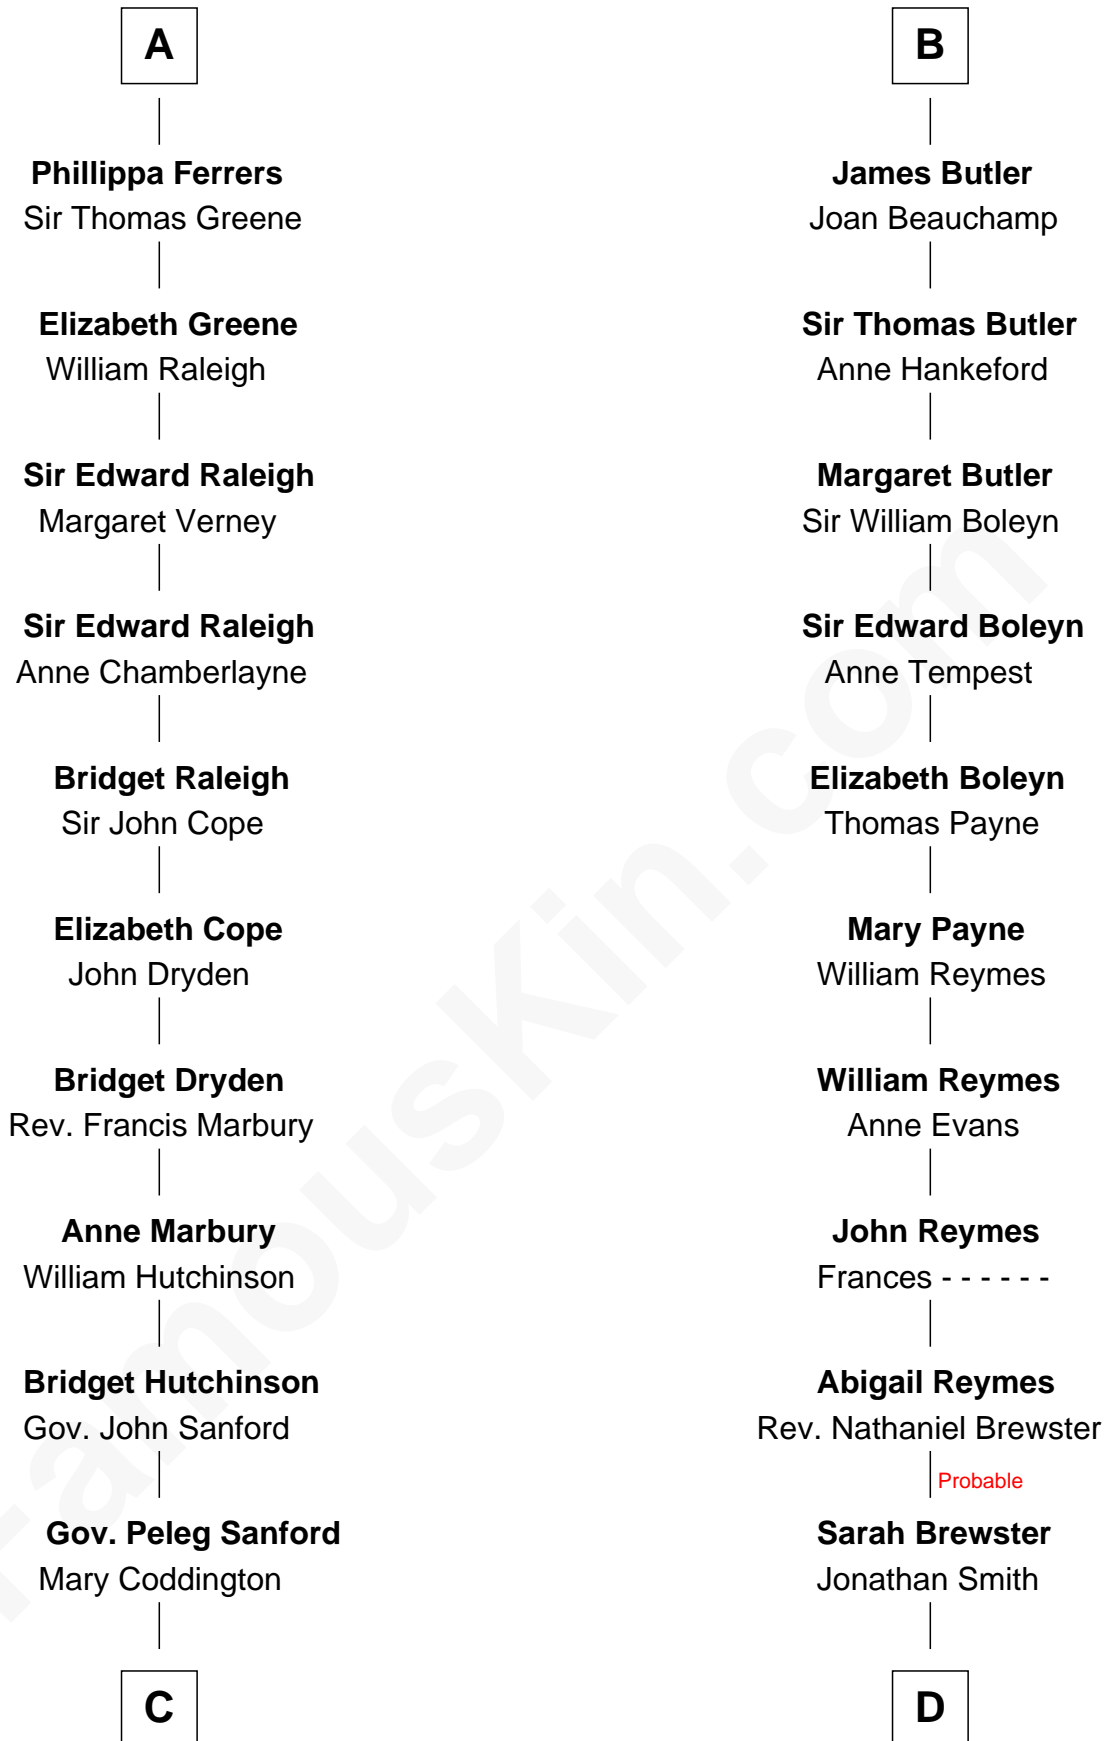 A
Phillippa Ferrers
Sir Thomas Greene
Elizabeth Greene
William Raleigh
Sir Edward Raleigh
Margaret Verney
Sir Edward Raleigh
Anne Chamberlayne
Bridget Raleigh
Sir John Cope
Elizabeth Cope
John Dryden
Bridget Dryden
Rev. Francis Marbury
Anne Marbury
William Hutchinson
Bridget Hutchinson
Gov. John Sanford
Gov. Peleg Sanford
Mary Coddington
C
B
James Butler
Joan Beauchamp
Sir Thomas Butler
Anne Hankeford
Margaret Butler
Sir William Boleyn
Sir Edward Boleyn
Anne Tempest
Elizabeth Boleyn
Thomas Payne
Mary Payne
William Reymes
William Reymes
Anne Evans
John Reymes
Frances - - - - - -
Abigail Reymes
Rev. Nathaniel Brewster
Probable
Sarah Brewster
Jonathan Smith
D
FamousKin.com